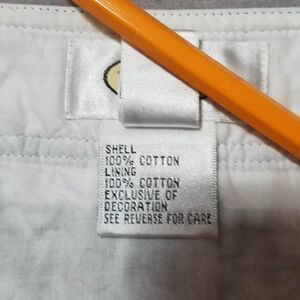 SHELL
100% COTTON
LINING
100% COTTON
EXCLUSIVE OF
DECORATION
SEE REVERSE FOR CARE